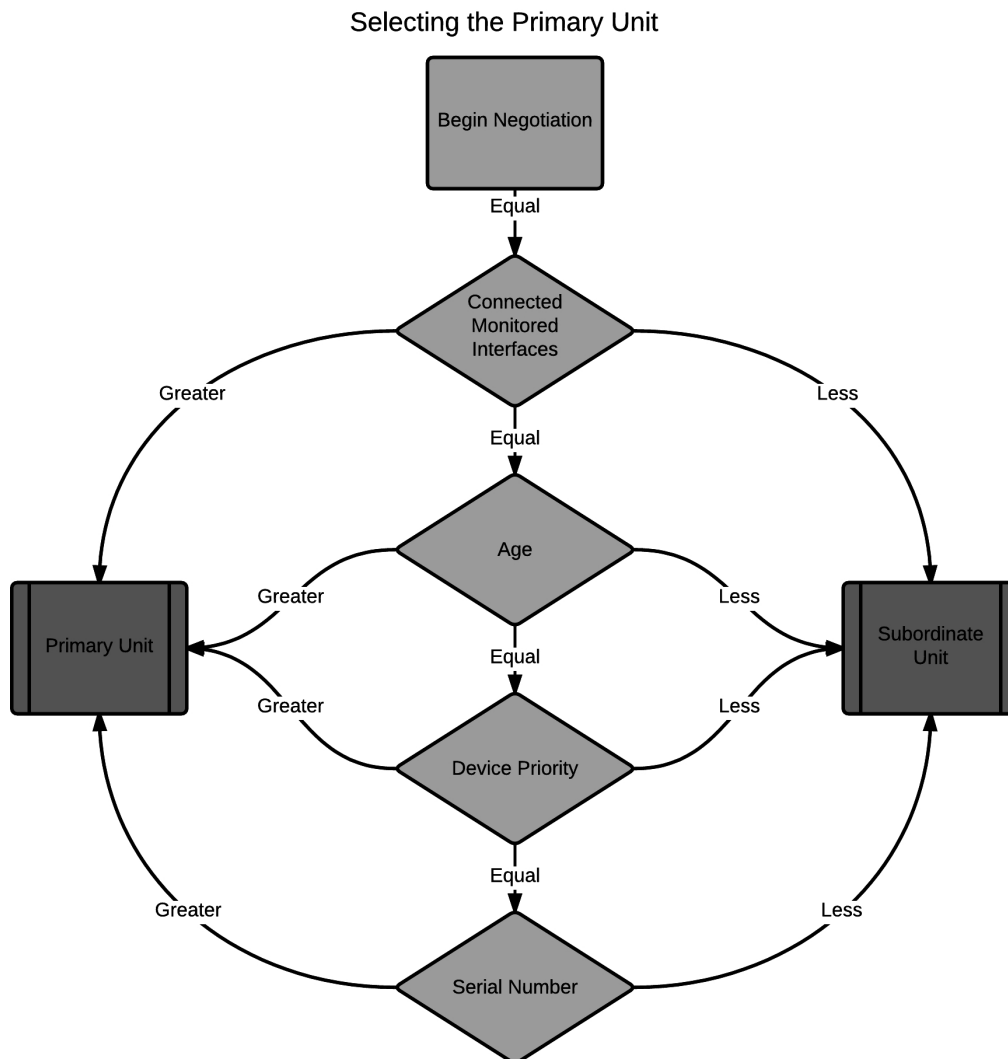 Selecting the Primary Unit
Begin Negotiation
Equal
Connected
Monitored
Interfaces
Greater
Less
Equal
Age
Greater
Less
Primary Unit
Subordinate
Unit
Equal
Greater
Less
Device Priority
Equal
Greater
Less
Serial Number